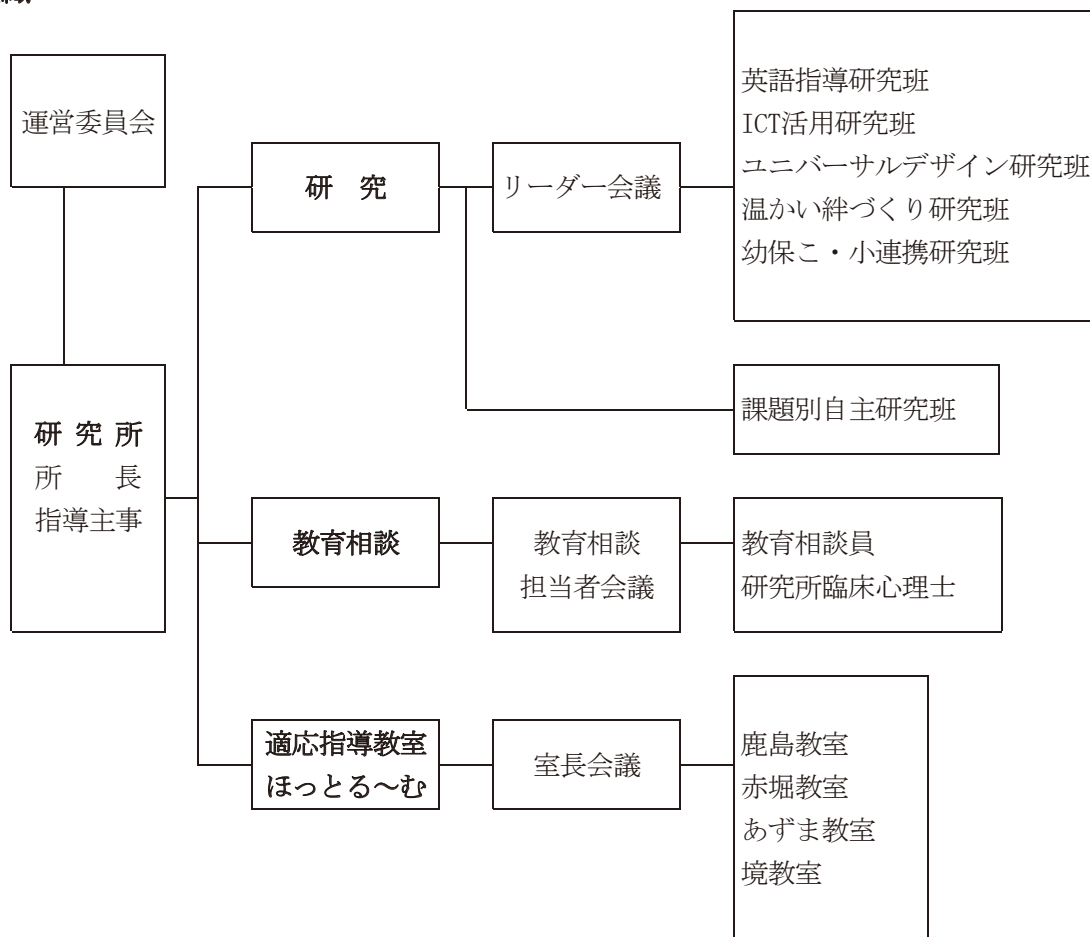 運営委員会
研究所
所長
指導主事
研究
リーダー会議
英語指導研究班
ICT活用研究班
ユニバーサルデザイン研究班
温かい絆づくり研究班
幼保こ・小連携研究班
課題別自主研究班
教育相談
教育相談
担当者会議
教育相談員
研究所臨床心理士
適応指導教室
ほっとる〜む
室長会議
鹿島教室
赤堀教室
あずま教室
境教室